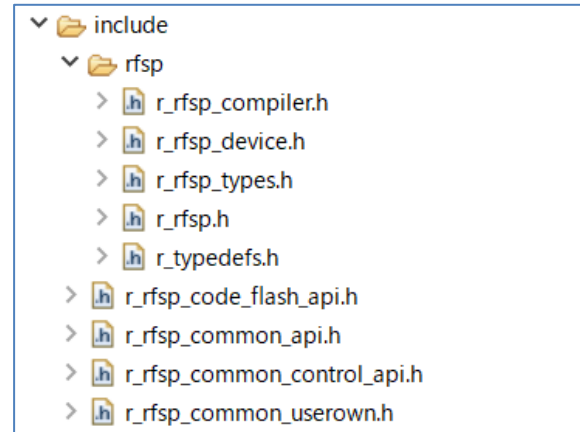 include
rfsp
.h r_rfsp_compiler.h
.h r_rfsp_device.h
.h r_rfsp_types.h
.h r_rfsp.h
.h r_typedefs.h
.h r_rfsp_code_flash_api.h
.h r_rfsp_common_api.h
.h r_rfsp_common_control_api.h
.h r_rfsp_common_userown.h